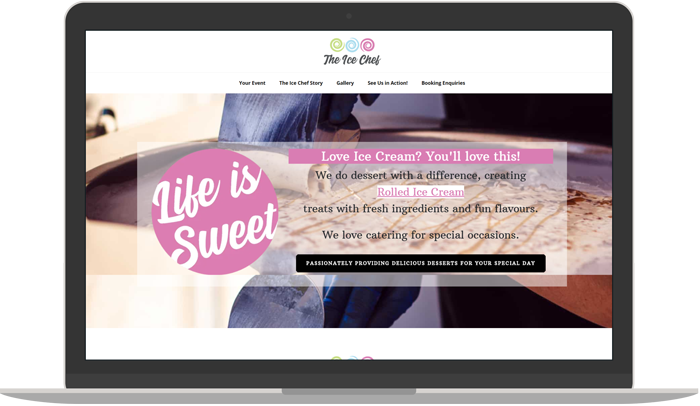 The Ice Chef
Your Event The Ice Chef Story Gallery See Us in Action! Booking Enquiries
Life is
Sweet
Love Ice Cream? You'll love this!
We do dessert with a difference, creating
Rolled Ice Cream
treats with fresh ingredients and fun flavours.
We love catering for special occasions.
PASSIONATELY PROVIDING DELICIOUS DESSERTS FOR YOUR SPECIAL DAY